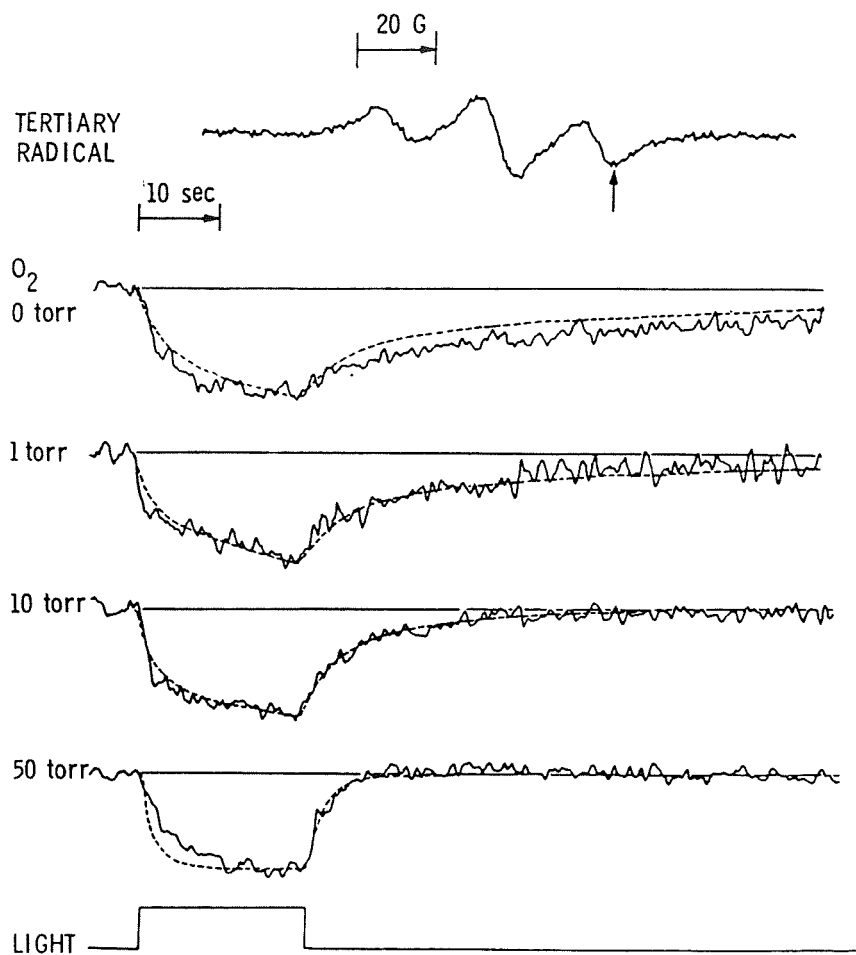 20 G
TERTIARY
RADICAL
10 sec
O2
0 torr
1 torr
10 torr
50 torr
LIGHT